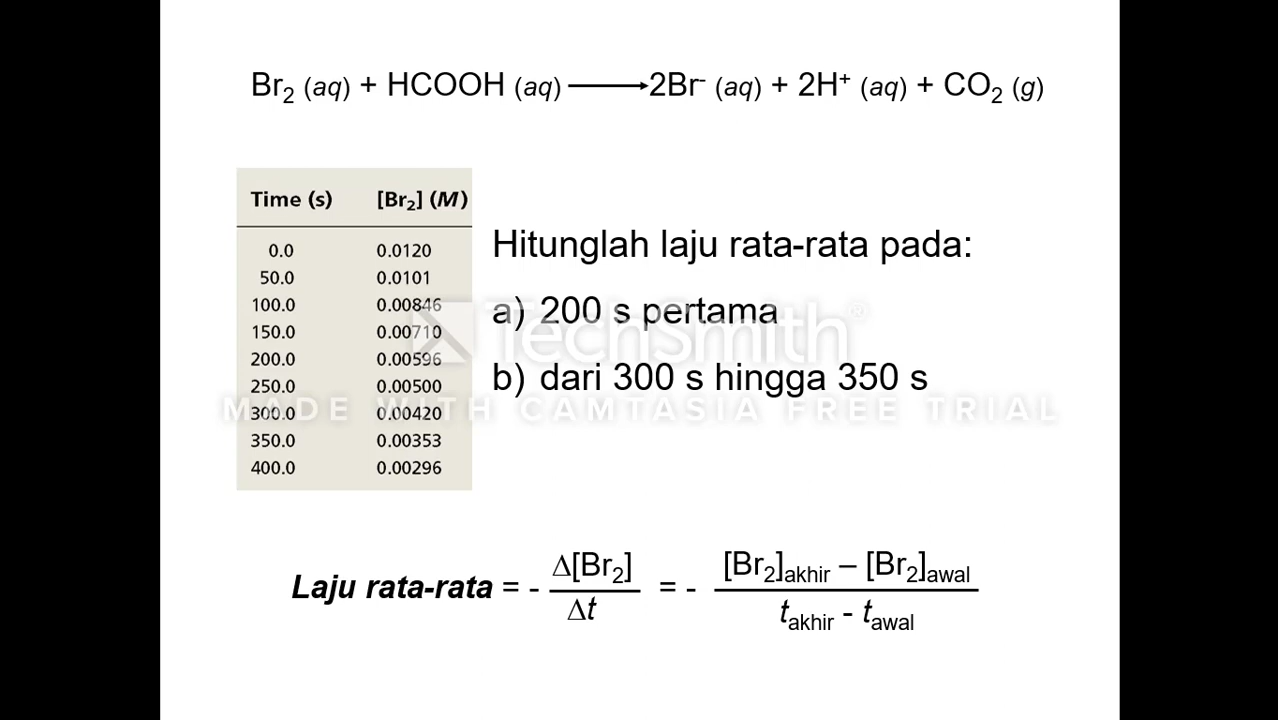 Br₂ (aq) + HCOOH (aq) ⟶ 2Br⁻ (aq) + 2H⁺ (aq) + CO₂ (g)
Time (s) [Br₂] (M)
0.0 0.0120
50.0 0.0101
100.0 0.00846
150.0 0.00710
200.0 0.00596
250.0 0.00500
300.0 0.00420
350.0 0.00353
400.0 0.00296
Hitunglah laju rata-rata pada:
a) 200 s pertama
b) dari 300 s hingga 350 s
TechSmith®
MADE WITH CAMTASIA FREE TRIAL
Laju rata-rata = - Δ[Br₂] / Δt = - [Br₂]akhir – [Br₂]awal / takhir - tawal